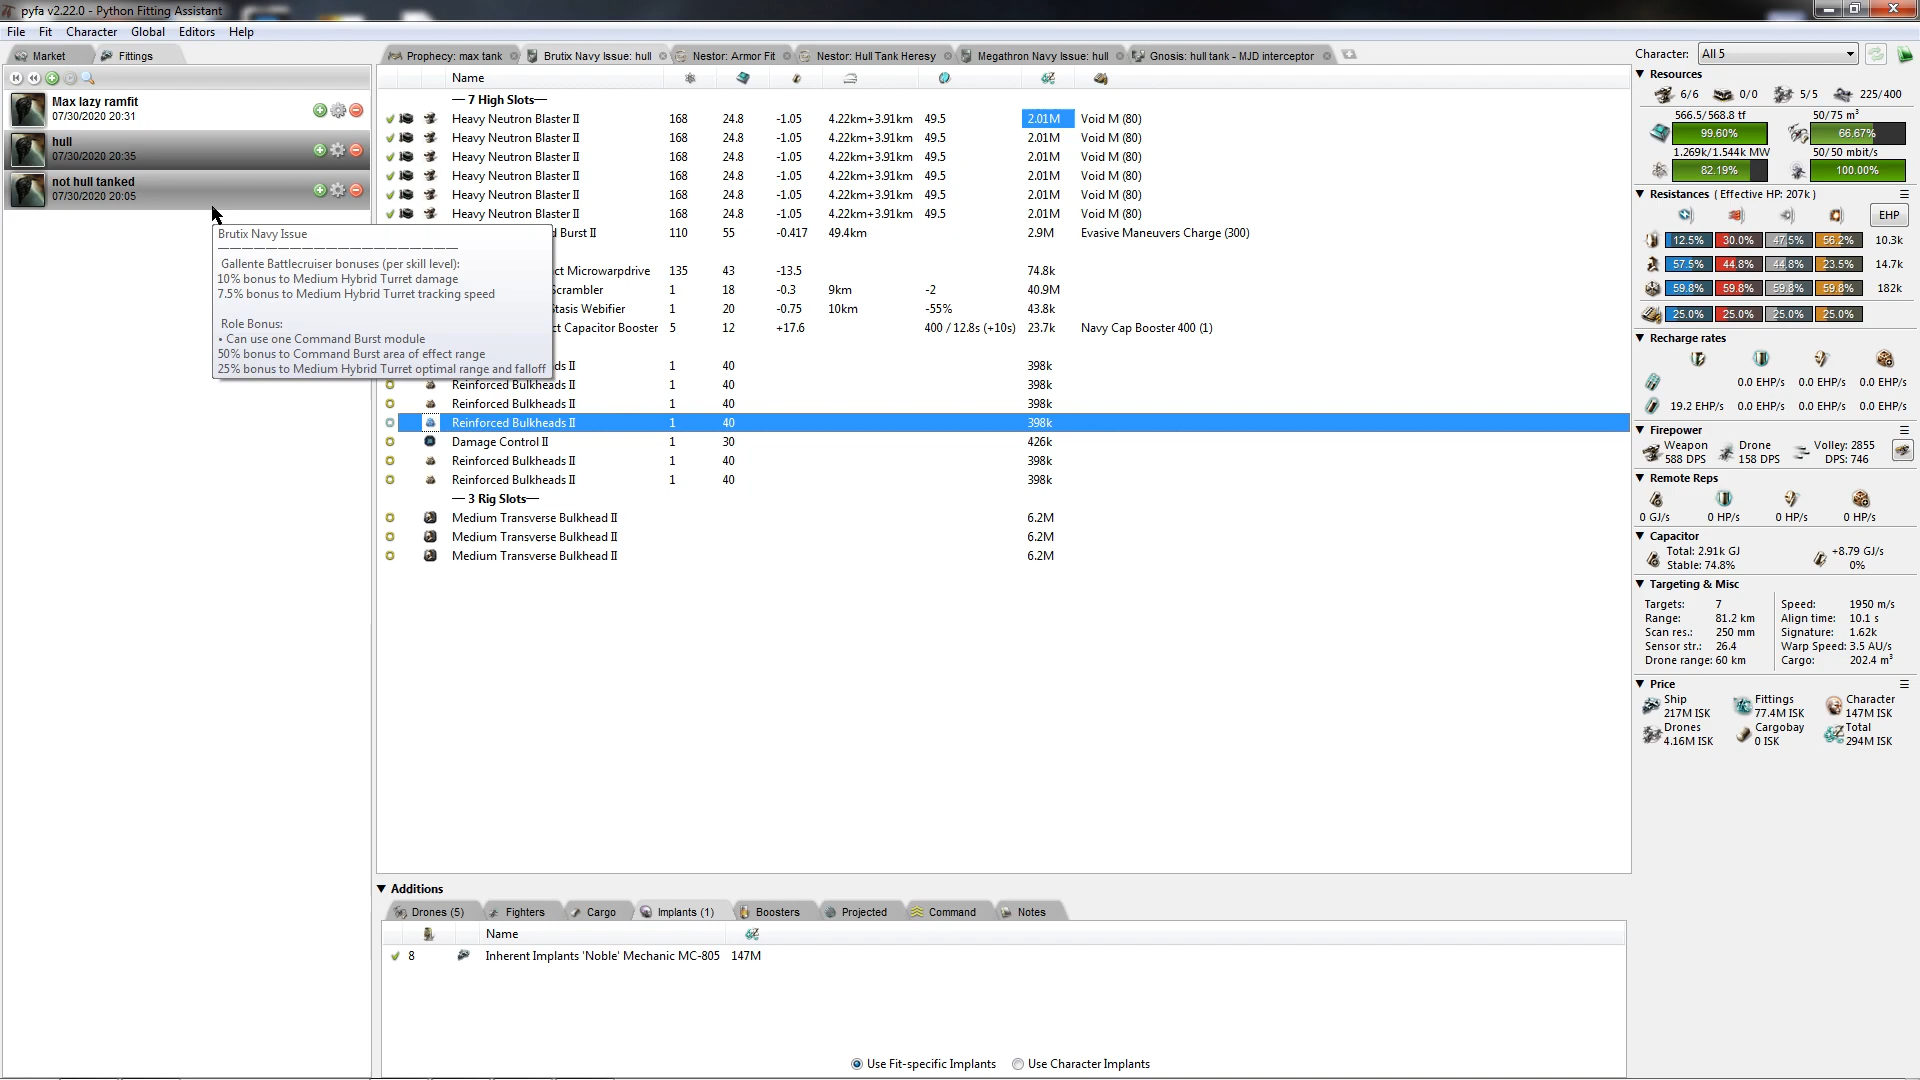 pyfa v2.22.0 - Python Fitting Assistant
File Fit Character Global Editors Help
Market Fittings
Max lazy ramfit
07/30/2020 20:31
hull
07/30/2020 20:35
not hull tanked
07/30/2020 20:05
Brutix Navy Issue
Gallente Battlecruiser bonuses (per skill level):
10% bonus to Medium Hybrid Turret damage
7.5% bonus to Medium Hybrid Turret tracking speed
Role Bonus:
• Can use one Command Burst module
50% bonus to Command Burst area of effect range
25% bonus to Medium Hybrid Turret optimal range and falloff
Prophecy: max tank Brutix Navy Issue: hull Nestor: Armor Fit Nestor: Hull Tank Heresy Megathron Navy Issue: hull Gnosis: hull tank - MJD interceptor
Name
— 7 High Slots—
Heavy Neutron Blaster II 168 24.8 -1.05 4.22km+3.91km 49.5 2.01M Void M (80)
Heavy Neutron Blaster II 168 24.8 -1.05 4.22km+3.91km 49.5 2.01M Void M (80)
Heavy Neutron Blaster II 168 24.8 -1.05 4.22km+3.91km 49.5 2.01M Void M (80)
Heavy Neutron Blaster II 168 24.8 -1.05 4.22km+3.91km 49.5 2.01M Void M (80)
Heavy Neutron Blaster II 168 24.8 -1.05 4.22km+3.91km 49.5 2.01M Void M (80)
Heavy Neutron Blaster II 168 24.8 -1.05 4.22km+3.91km 49.5 2.01M Void M (80)
Burst II 110 55 -0.417 49.4km 2.9M Evasive Maneuvers Charge (300)
ct Microwarpdrive 135 43 -13.5 74.8k
Scrambler 1 18 -0.3 9km -2 40.9M
Stasis Webifier 1 20 -0.75 10km -55% 43.8k
ct Capacitor Booster 5 12 +17.6 400 / 12.8s (+10s) 23.7k Navy Cap Booster 400 (1)
ds II 1 40 398k
Reinforced Bulkheads II 1 40 398k
Reinforced Bulkheads II 1 40 398k
Reinforced Bulkheads II 1 40 398k
Damage Control II 1 30 426k
Reinforced Bulkheads II 1 40 398k
Reinforced Bulkheads II 1 40 398k
— 3 Rig Slots—
Medium Transverse Bulkhead II 6.2M
Medium Transverse Bulkhead II 6.2M
Medium Transverse Bulkhead II 6.2M
Additions
Drones (5) Fighters Cargo Implants (1) Boosters Projected Command Notes
Name
8 Inherent Implants 'Noble' Mechanic MC-805 147M
Use Fit-specific Implants Use Character Implants
Character: All 5
Resources
6/6 0/0 5/5 225/400
566.5/568.8 tf 50/75 m³
99.60% 66.67%
1.269k/1.544k MW 50/50 mbit/s
82.19% 100.00%
Resistances (Effective HP: 207k)
EHP
12.5% 30.0% 47.5% 56.2% 10.3k
57.5% 44.8% 44.8% 23.5% 14.7k
59.8% 59.8% 59.8% 59.8% 182k
25.0% 25.0% 25.0% 25.0%
Recharge rates
0.0 EHP/s 0.0 EHP/s 0.0 EHP/s
19.2 EHP/s 0.0 EHP/s 0.0 EHP/s 0.0 EHP/s
Firepower
Weapon Drone Volley: 2855
588 DPS 158 DPS DPS: 746
Remote Reps
0 GJ/s 0 HP/s 0 HP/s 0 HP/s
Capacitor
Total: 2.91k GJ +8.79 GJ/s
Stable: 74.8% 0%
Targeting & Misc
Targets: 7 Speed: 1950 m/s
Range: 81.2 km Align time: 10.1 s
Scan res.: 250 mm Signature: 1.62k
Sensor str.: 26.4 Warp Speed: 3.5 AU/s
Drone range: 60 km Cargo: 202.4 m³
Price
Ship Fittings Character
217M ISK 77.4M ISK 147M ISK
Drones Cargobay Total
4.16M ISK 0 ISK 294M ISK